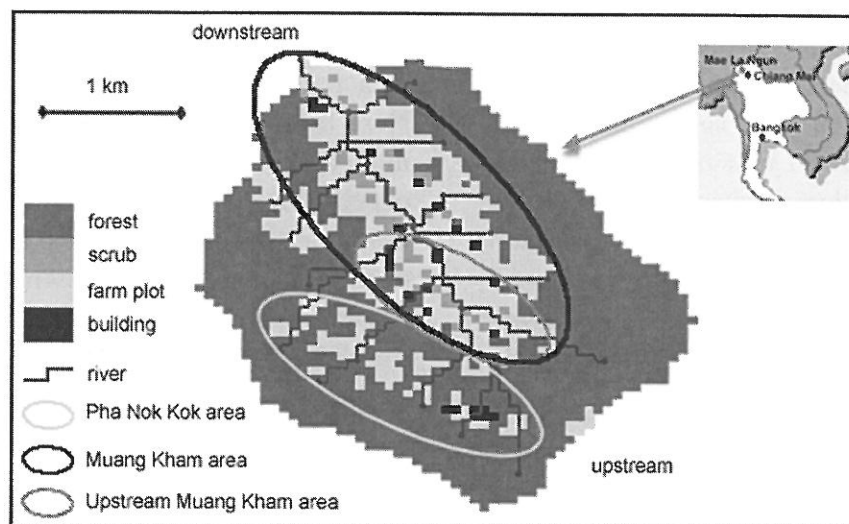 downstream
1 km
Mae La Ngun
Chiang Mai
Bangkok
forest
scrub
farm plot
building
river
Pha Nok Kok area
Muang Kham area
Upstream Muang Kham area
upstream